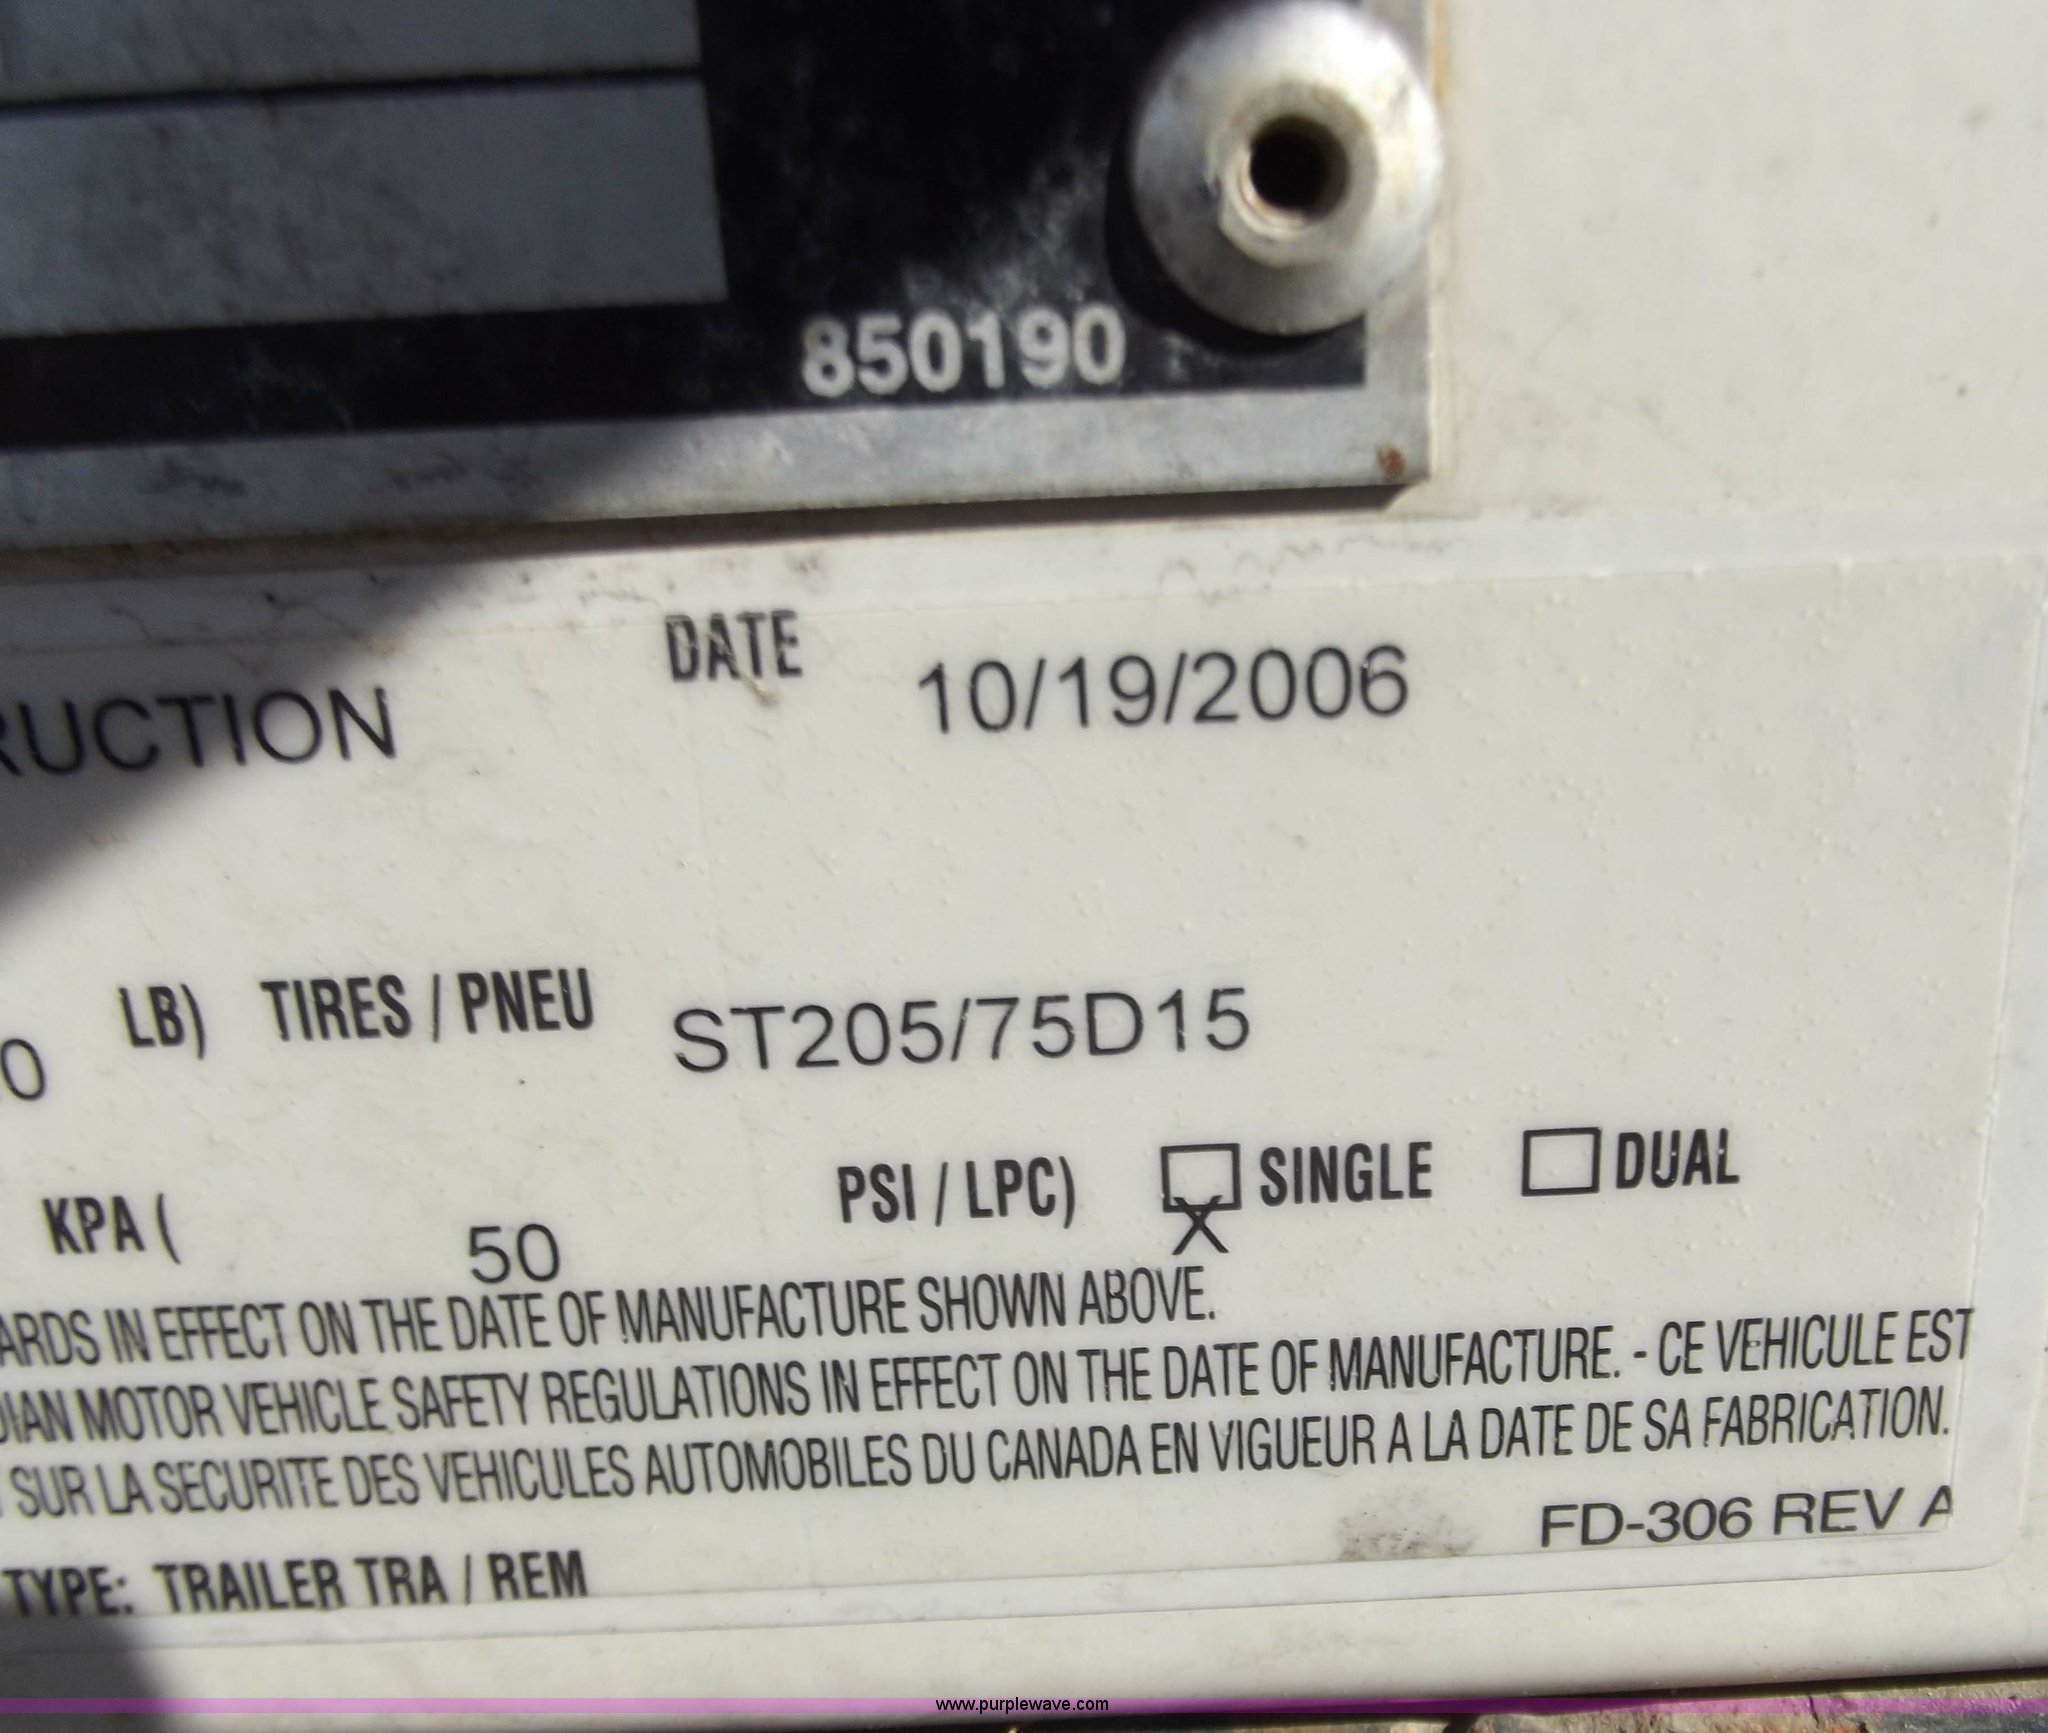 850190
DATE 10/19/2006
RUCTION
0 LB) TIRES / PNEU ST205/75D15
KPA ( 50 PSI / LPC) SINGLE DUAL
X
ARDS IN EFFECT ON THE DATE OF MANUFACTURE SHOWN ABOVE.
DIAN MOTOR VEHICLE SAFETY REGULATIONS IN EFFECT ON THE DATE OF MANUFACTURE. - CE VEHICULE EST
SUR LA SECURITE DES VEHICULES AUTOMOBILES DU CANADA EN VIGUEUR A LA DATE DE SA FABRICATION.
FD-306 REV A
TYPE: TRAILER TRA / REM
www.purplewave.com